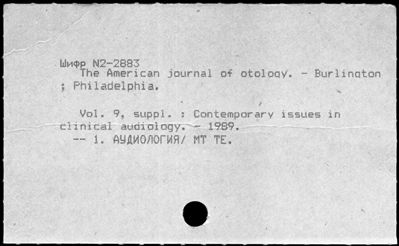 Шифр N2-2883
The American journal of otology. - Burlington
; Philadelphia.
Vol. 9, suppl. : Contemporary issues in
clinical audiology. - 1989.
-- 1. АУДИОЛОГИЯ/ МТ ТЕ.